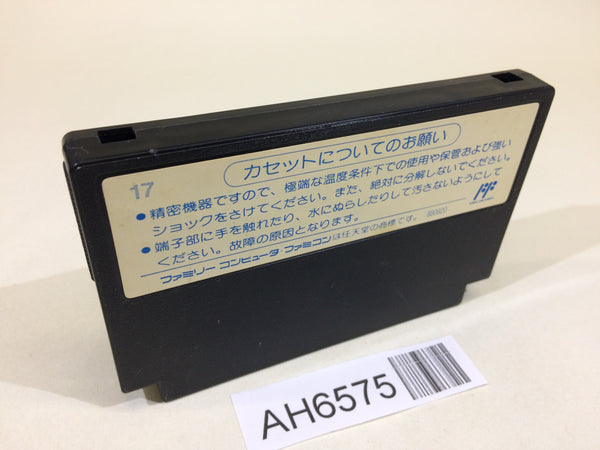 17
カセットについてのお願い
●精密機器ですので、極端な温度条件下での使用や保管および強い
ショックをさけてください。また、絶対に分解しないでください。
●端子部に手を触れたり、水にぬらしたりして汚さないようにして
ください。故障の原因となります。
ファミリーコンピュータ・ファミコンは任天堂の商標です。
AH6575